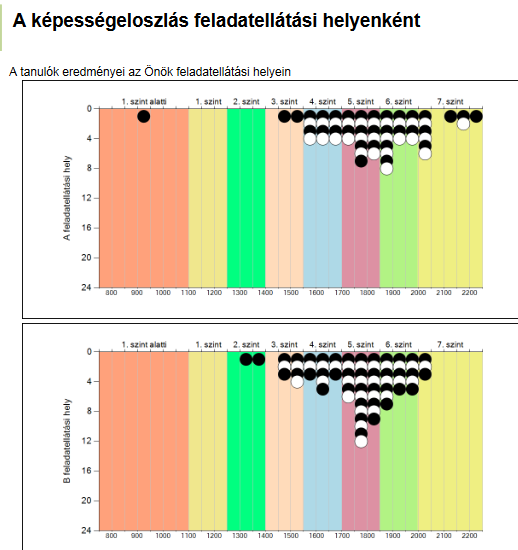 A képességeloszlás feladatellátási helyenként
A tanulók eredményei az Önök feladatellátási helyein
1. szint alatti 1. szint 2. szint 3. szint 4. szint 5. szint 6. szint 7. szint
0
4
8
12
16
20
24
A feladatellátási hely
800 900 1000 1100 1200 1300 1400 1500 1600 1700 1800 1900 2000 2100 2200
1. szint alatti 1. szint 2. szint 3. szint 4. szint 5. szint 6. szint 7. szint
0
4
8
12
16
20
24
B feladatellátási hely
800 900 1000 1100 1200 1300 1400 1500 1600 1700 1800 1900 2000 2100 2200